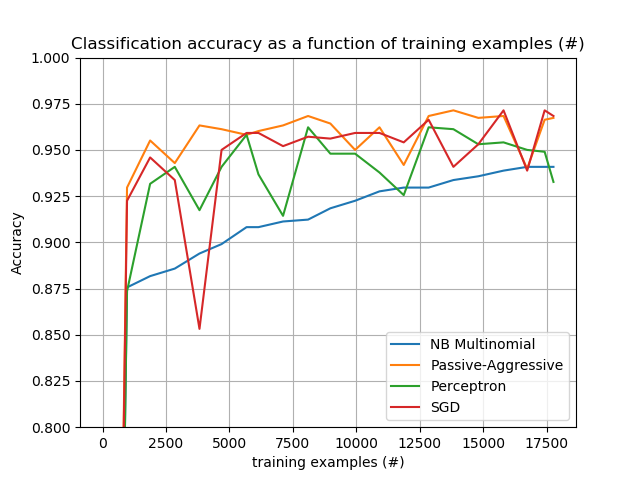 Classification accuracy as a function of training examples (#)
1.000
0.975
0.950
0.925
0.900
0.875
0.850
0.825
0.800
Accuracy
NB Multinomial
Passive-Aggressive
Perceptron
SGD
0 2500 5000 7500 10000 12500 15000 17500
training examples (#)